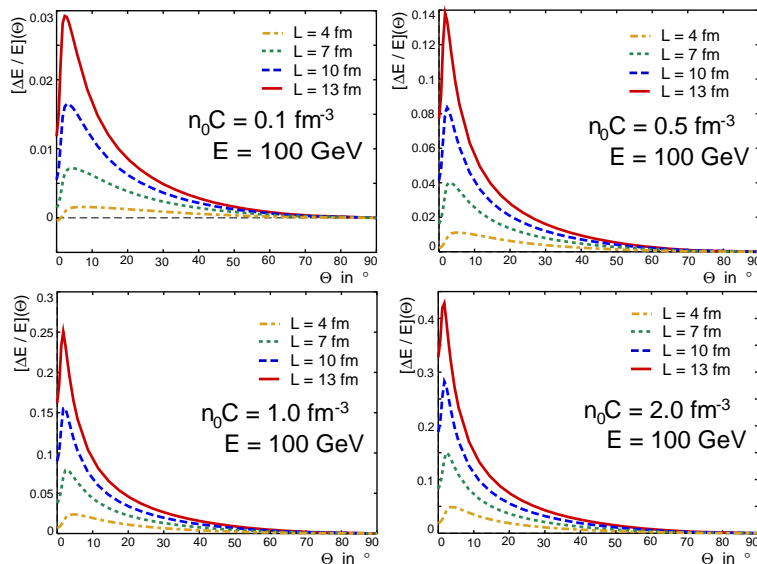 [ΔE / E](Θ)
0.03
0.02
0.01
0
L = 4 fm
L = 7 fm
L = 10 fm
L = 13 fm
n₀C = 0.1 fm⁻³
E = 100 GeV
0 10 20 30 40 50 60 70 80 90
Θ in °
[ΔE / E](Θ)
0.14
0.12
0.1
0.08
0.06
0.04
0.02
0
L = 4 fm
L = 7 fm
L = 10 fm
L = 13 fm
n₀C = 0.5 fm⁻³
E = 100 GeV
0 10 20 30 40 50 60 70 80 90
Θ in °
[ΔE / E](Θ)
0.3
0.25
0.2
0.15
0.1
0.05
0
L = 4 fm
L = 7 fm
L = 10 fm
L = 13 fm
n₀C = 1.0 fm⁻³
E = 100 GeV
0 10 20 30 40 50 60 70 80 90
Θ in °
[ΔE / E](Θ)
0.4
0.3
0.2
0.1
0
L = 4 fm
L = 7 fm
L = 10 fm
L = 13 fm
n₀C = 2.0 fm⁻³
E = 100 GeV
0 10 20 30 40 50 60 70 80 90
Θ in °